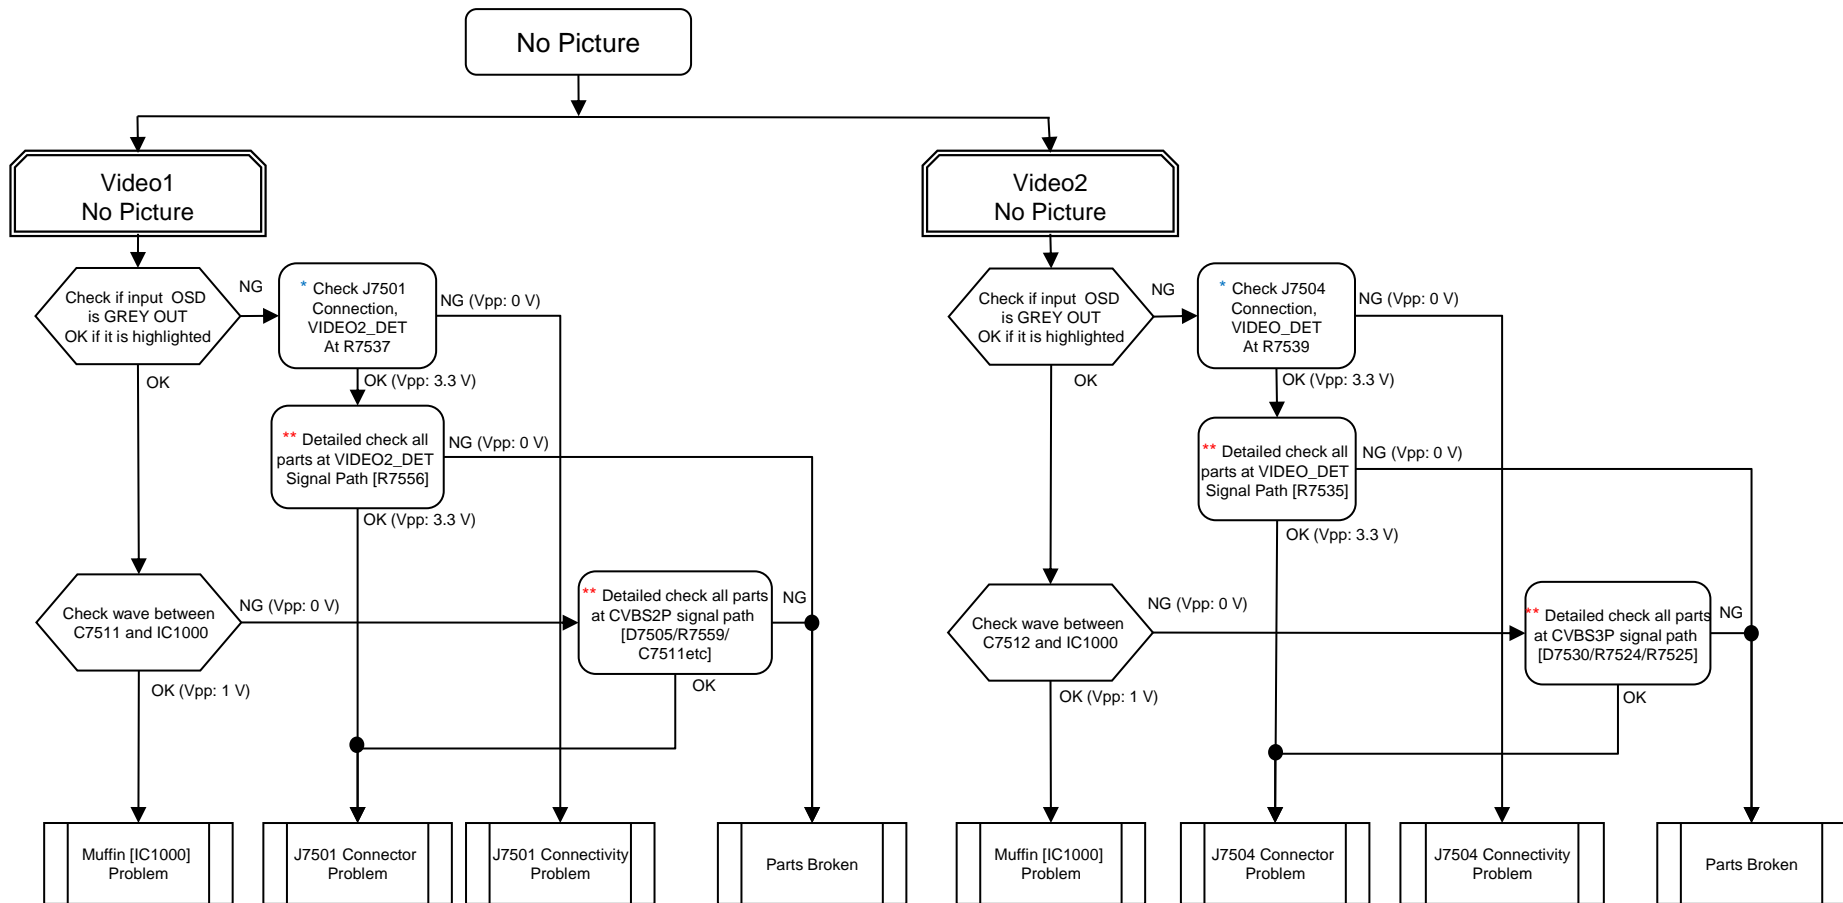 No Picture
Video1
No Picture
Check if input OSD
is GREY OUT
OK if it is highlighted
NG
* Check J7501
Connection,
VIDEO2_DET
At R7537
NG (Vpp: 0 V)
OK
OK (Vpp: 3.3 V)
** Detailed check all
parts at VIDEO2_DET
Signal Path [R7556]
NG (Vpp: 0 V)
OK (Vpp: 3.3 V)
Check wave between
C7511 and IC1000
NG (Vpp: 0 V)
** Detailed check all parts
at CVBS2P signal path
[D7505/R7559/
C7511etc]
NG
OK (Vpp: 1 V)
OK
Muffin [IC1000]
Problem
J7501 Connector
Problem
J7501 Connectivity
Problem
Parts Broken
Video2
No Picture
Check if input OSD
is GREY OUT
OK if it is highlighted
NG
* Check J7504
Connection,
VIDEO_DET
At R7539
NG (Vpp: 0 V)
OK
OK (Vpp: 3.3 V)
** Detailed check all
parts at VIDEO_DET
Signal Path [R7535]
NG (Vpp: 0 V)
OK (Vpp: 3.3 V)
Check wave between
C7512 and IC1000
NG (Vpp: 0 V)
** Detailed check all parts
at CVBS3P signal path
[D7530/R7524/R7525]
NG
OK (Vpp: 1 V)
OK
Muffin [IC1000]
Problem
J7504 Connector
Problem
J7504 Connectivity
Problem
Parts Broken